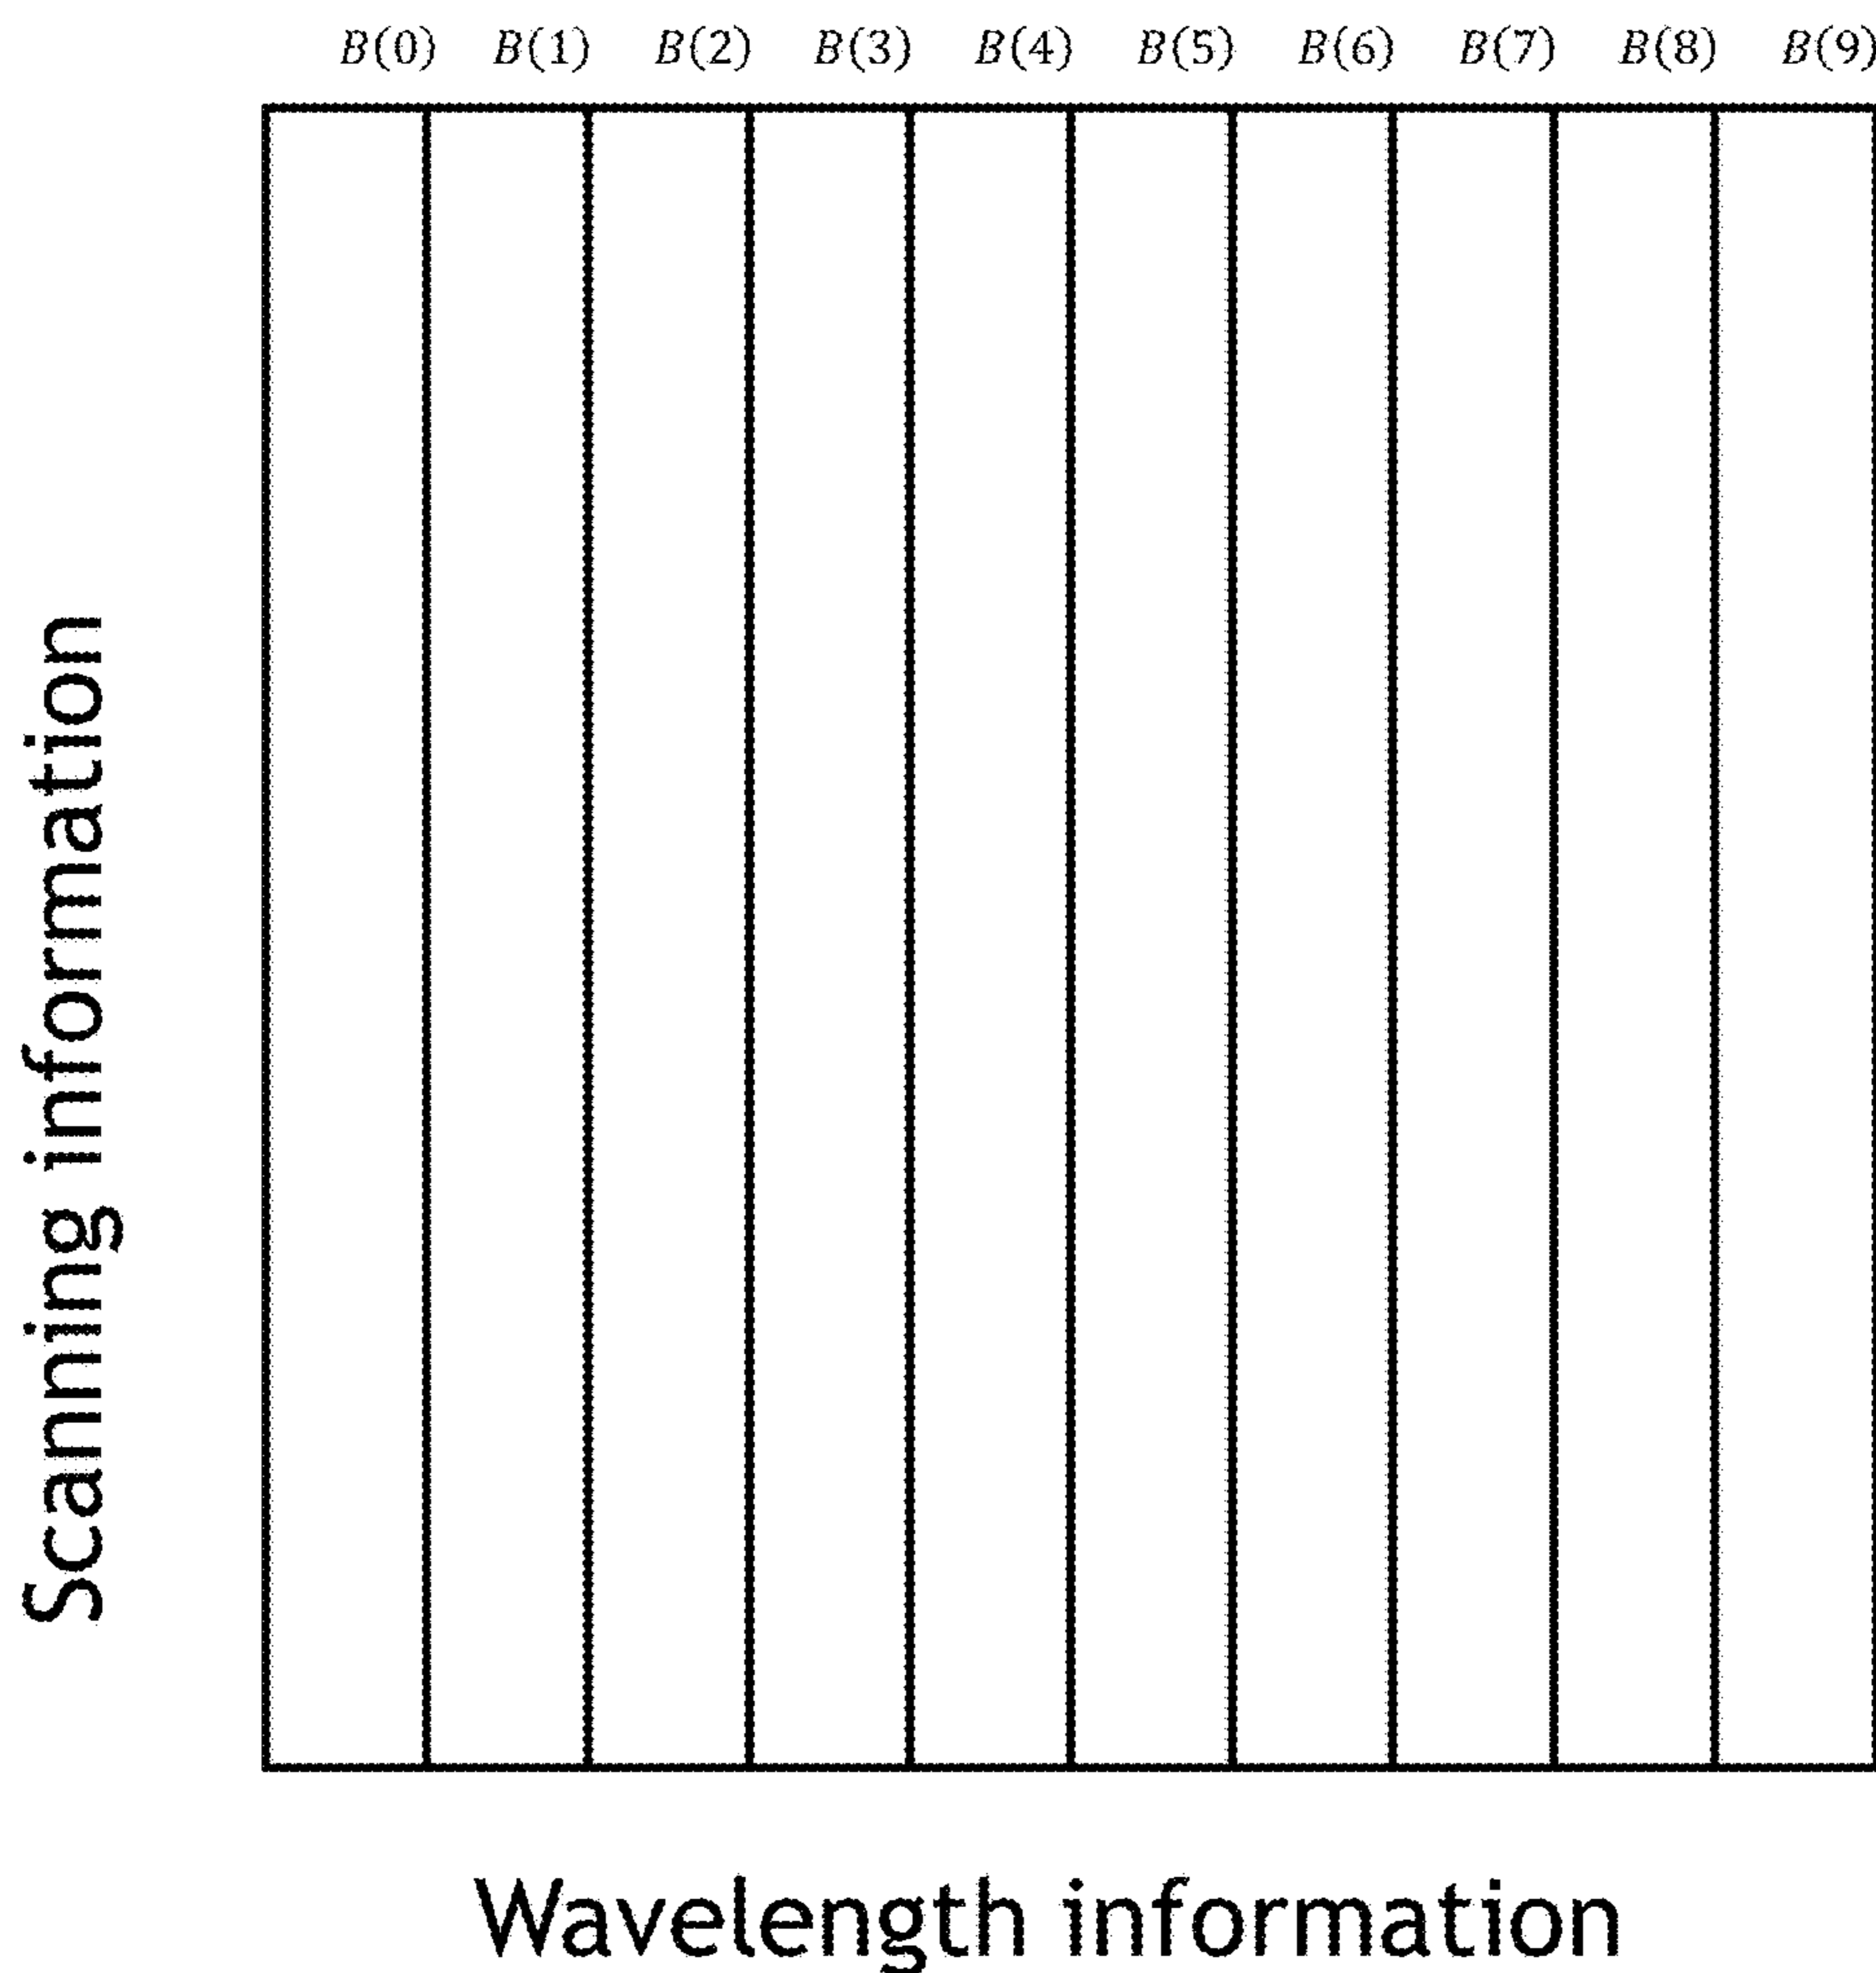 B(0) B(1) B(2) B(3) B(4) B(5) B(6) B(7) B(8) B(9)
Scanning information
Wavelength information